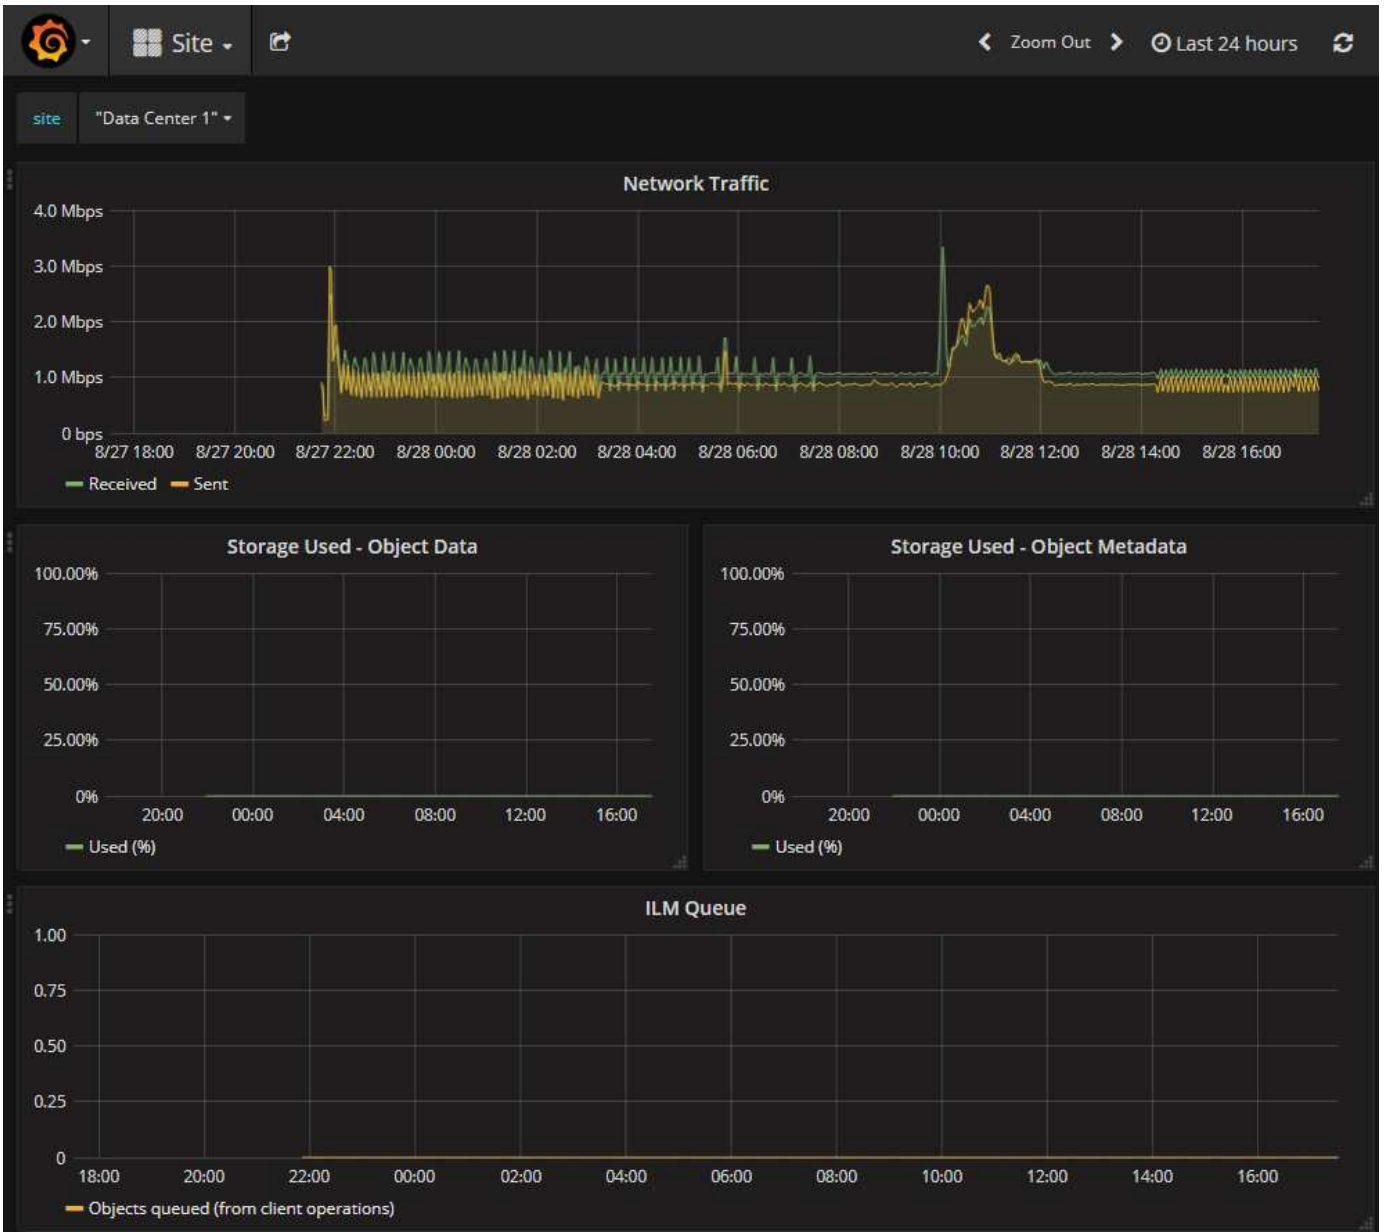 Site
Zoom Out
Last 24 hours
site "Data Center 1"
Network Traffic
4.0 Mbps
3.0 Mbps
2.0 Mbps
1.0 Mbps
0 bps
8/27 18:00 8/27 20:00 8/27 22:00 8/28 00:00 8/28 02:00 8/28 04:00 8/28 06:00 8/28 08:00 8/28 10:00 8/28 12:00 8/28 14:00 8/28 16:00
Received Sent
Storage Used - Object Data
100.00%
75.00%
50.00%
25.00%
0%
20:00 00:00 04:00 08:00 12:00 16:00
Used (%)
Storage Used - Object Metadata
100.00%
75.00%
50.00%
25.00%
0%
20:00 00:00 04:00 08:00 12:00 16:00
Used (%)
ILM Queue
1.00
0.75
0.50
0.25
0
18:00 20:00 22:00 00:00 02:00 04:00 06:00 08:00 10:00 12:00 14:00 16:00
Objects queued (from client operations)